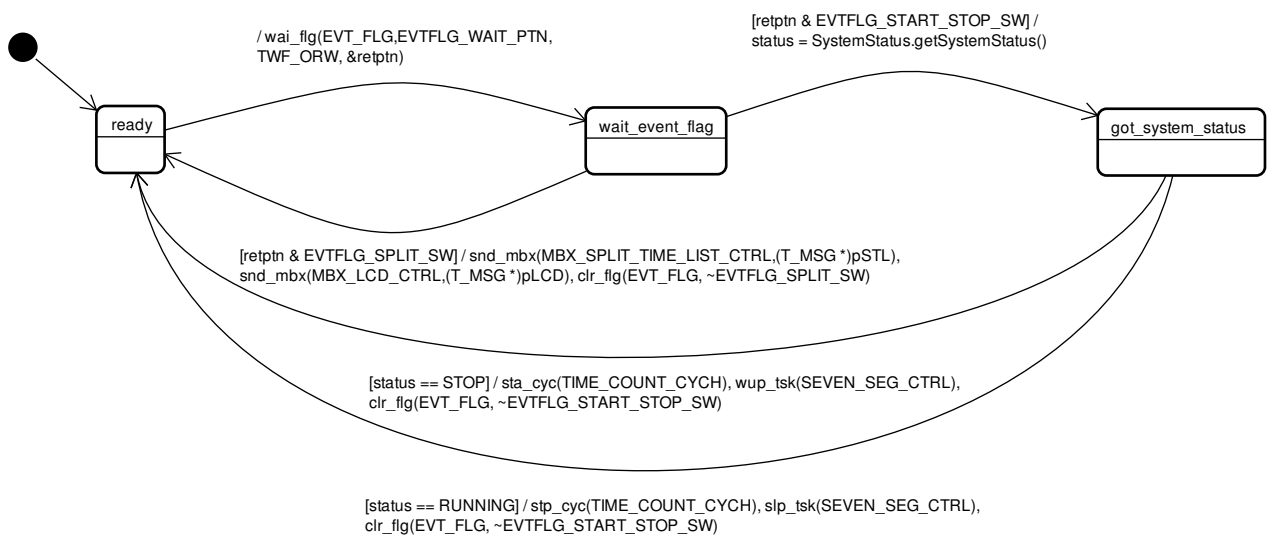 / wai_flg(EVT_FLG,EVTFLG_WAIT_PTN,
TWF_ORW, &retptn)
[retptn & EVTFLG_START_STOP_SW] /
status = SystemStatus.getSystemStatus()
ready
wait_event_flag
got_system_status
[retptn & EVTFLG_SPLIT_SW] / snd_mbx(MBX_SPLIT_TIME_LIST_CTRL,(T_MSG *)pSTL),
snd_mbx(MBX_LCD_CTRL,(T_MSG *)pLCD), clr_flg(EVT_FLG, ~EVTFLG_SPLIT_SW)
[status == STOP] / sta_cyc(TIME_COUNT_CYCH), wup_tsk(SEVEN_SEG_CTRL),
clr_flg(EVT_FLG, ~EVTFLG_START_STOP_SW)
[status == RUNNING] / stp_cyc(TIME_COUNT_CYCH), slp_tsk(SEVEN_SEG_CTRL),
clr_flg(EVT_FLG, ~EVTFLG_START_STOP_SW)